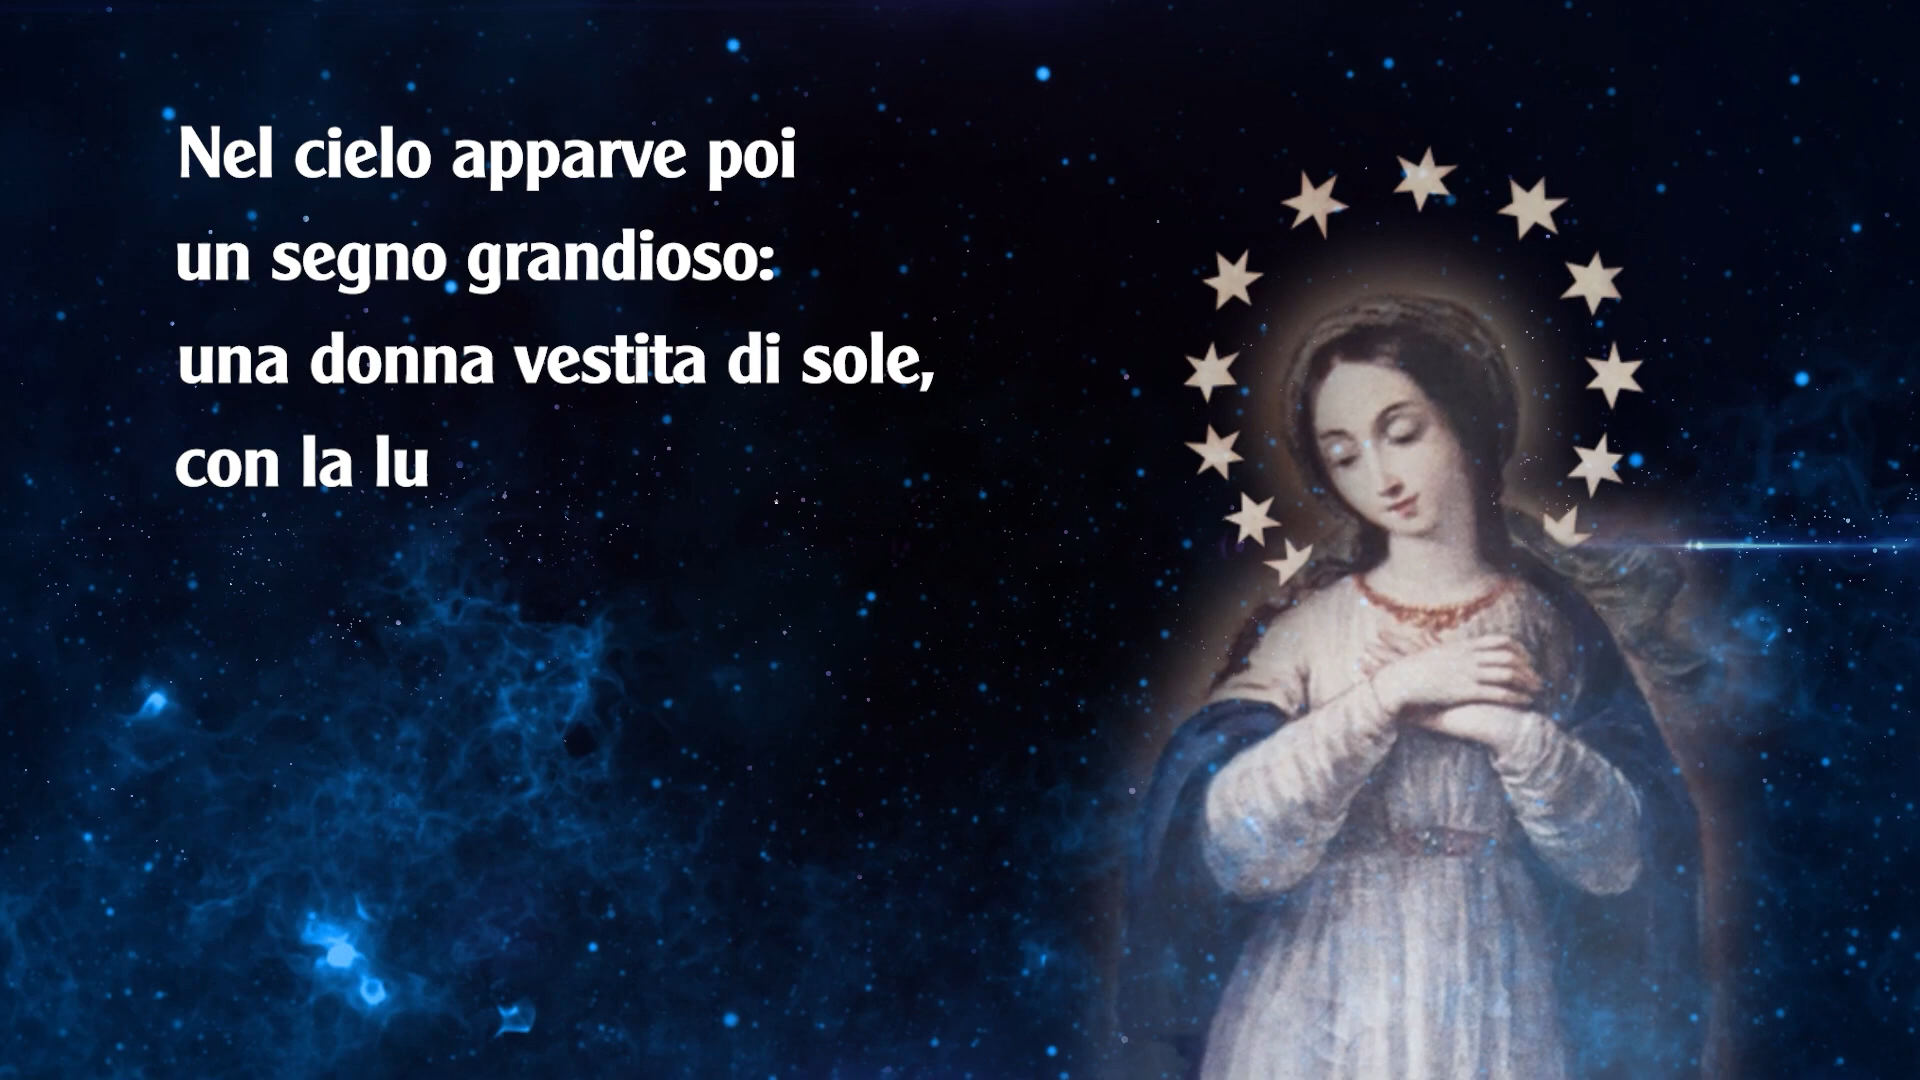 Nel cielo apparve poi
un segno grandioso:
una donna vestita di sole,
con la lu